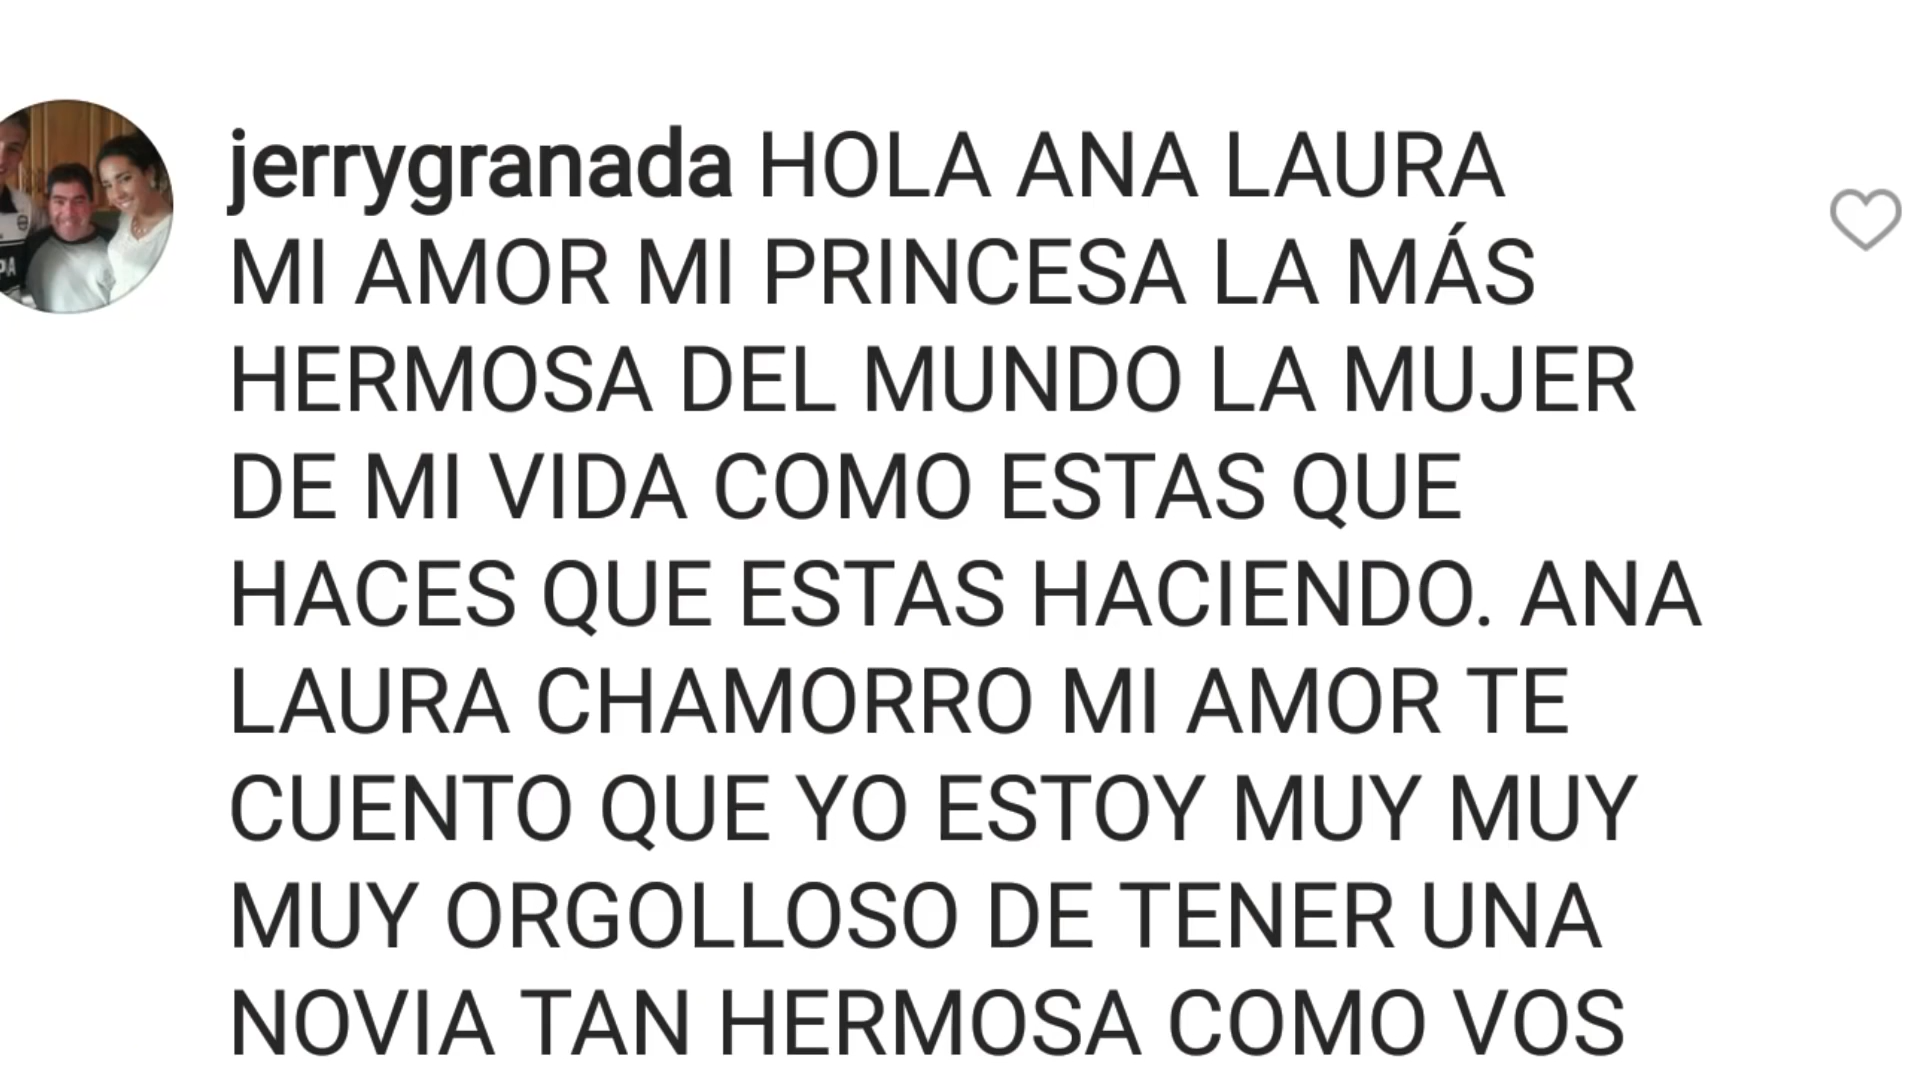 jerrygranada HOLA ANA LAURA
MI AMOR MI PRINCESA LA MÁS
HERMOSA DEL MUNDO LA MUJER
DE MI VIDA COMO ESTAS QUE
HACES QUE ESTAS HACIENDO. ANA
LAURA CHAMORRO MI AMOR TE
CUENTO QUE YO ESTOY MUY MUY
MUY ORGOLLOSO DE TENER UNA
NOVIA TAN HERMOSA COMO VOS